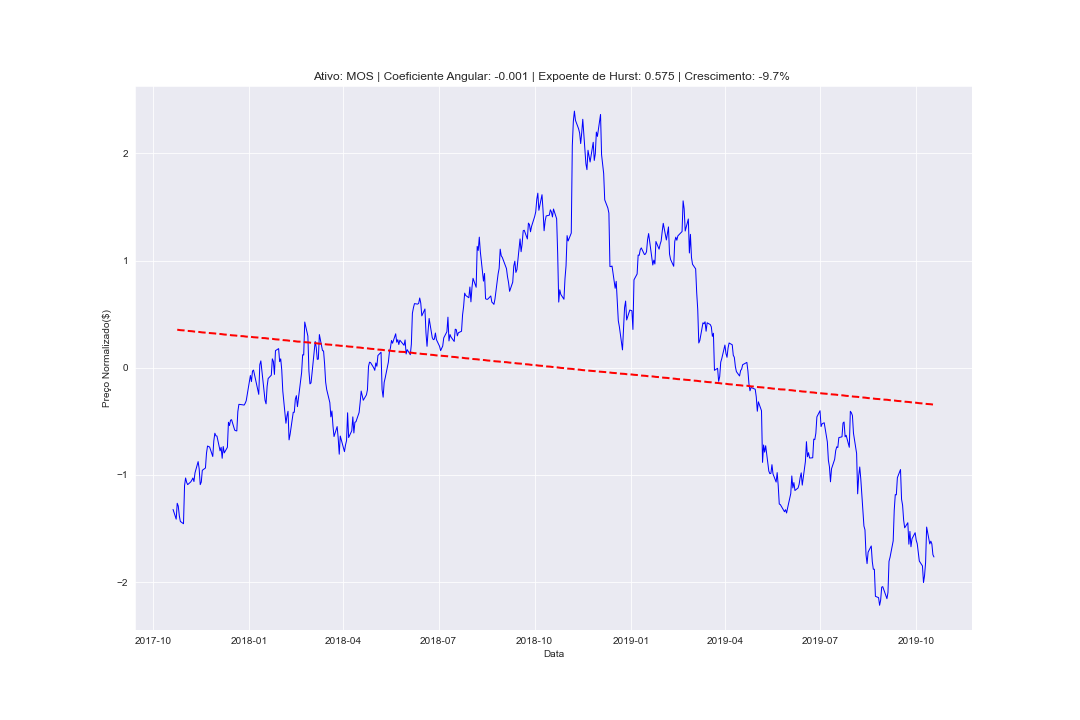 Ativo: MOS | Coeficiente Angular: -0.001 | Expoente de Hurst: 0.575 | Crescimento: -9.7%
Preço Normalizado($)
2
1
0
−1
−2
2017-10 2018-01 2018-04 2018-07 2018-10 2019-01 2019-04 2019-07 2019-10
Data